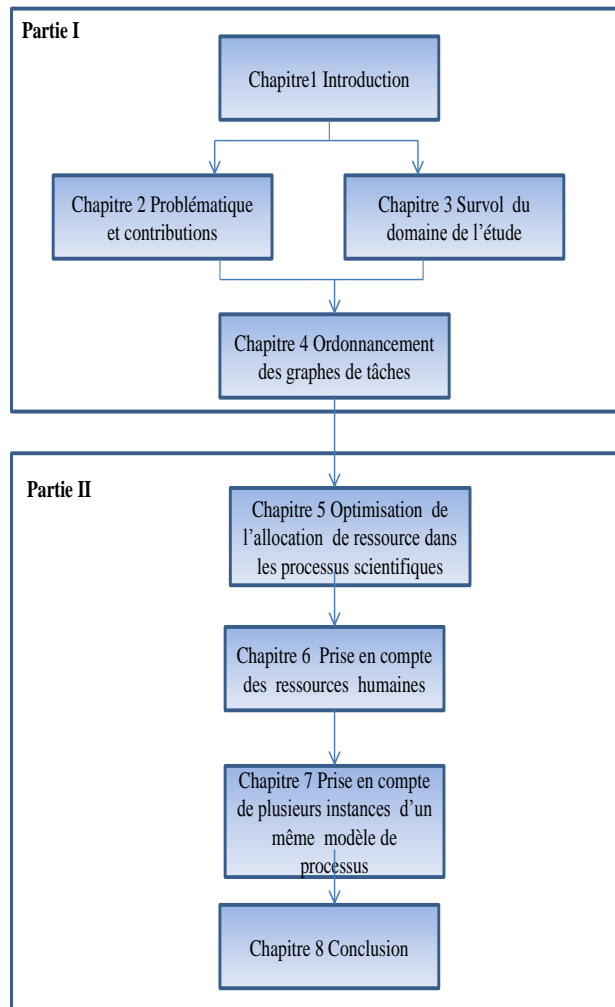 Partie I
Chapitre1 Introduction
Chapitre 2 Problématique
et contributions
Chapitre 3 Survol du
domaine de l'étude
Chapitre 4 Ordonnancement
des graphes de tâches
Partie II
Chapitre 5 Optimisation de
l'allocation de ressource dans
les processus scientifiques
Chapitre 6 Prise en compte
des ressources humaines
Chapitre 7 Prise en compte
de plusieurs instances d'un
même modèle de
processus
Chapitre 8 Conclusion